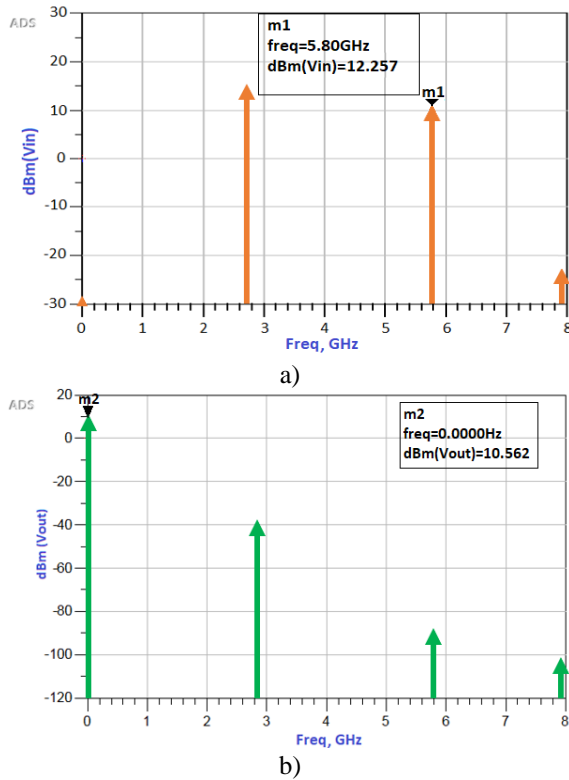 ADS
30
20
10
0
-10
-20
-30
dBm(Vin)
m1
freq=5.80GHz
dBm(Vin)=12.257
m1
0 1 2 3 4 5 6 7 8
Freq, GHz
a)
ADS
20
0
-20
-40
-60
-80
-100
-120
dBm (Vout)
m2
m2
freq=0.0000Hz
dBm(Vout)=10.562
0 1 2 3 4 5 6 7 8
Freq, GHz
b)